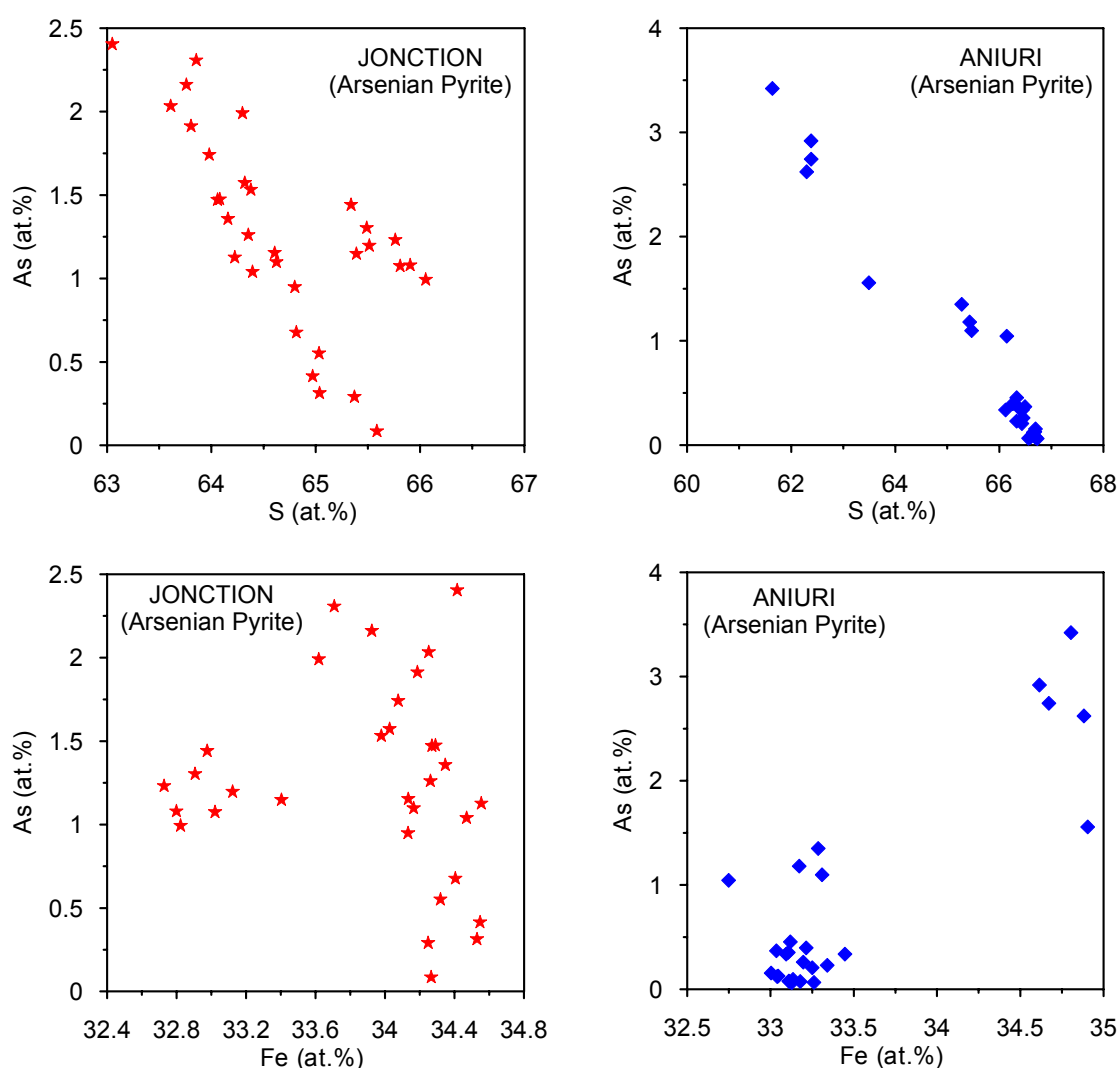 2.5
2
1.5
1
0.5
0
As (at.%)
JONCTION
(Arsenian Pyrite)
63 64 65 66 67
S (at.%)
4
3
2
1
0
As (at.%)
ANIURI
(Arsenian Pyrite)
60 62 64 66 68
S (at.%)
2.5
2
1.5
1
0.5
0
As (at.%)
JONCTION
(Arsenian Pyrite)
32.4 32.8 33.2 33.6 34 34.4 34.8
Fe (at.%)
4
3
2
1
0
As (at.%)
ANIURI
(Arsenian Pyrite)
32.5 33 33.5 34 34.5 35
Fe (at.%)